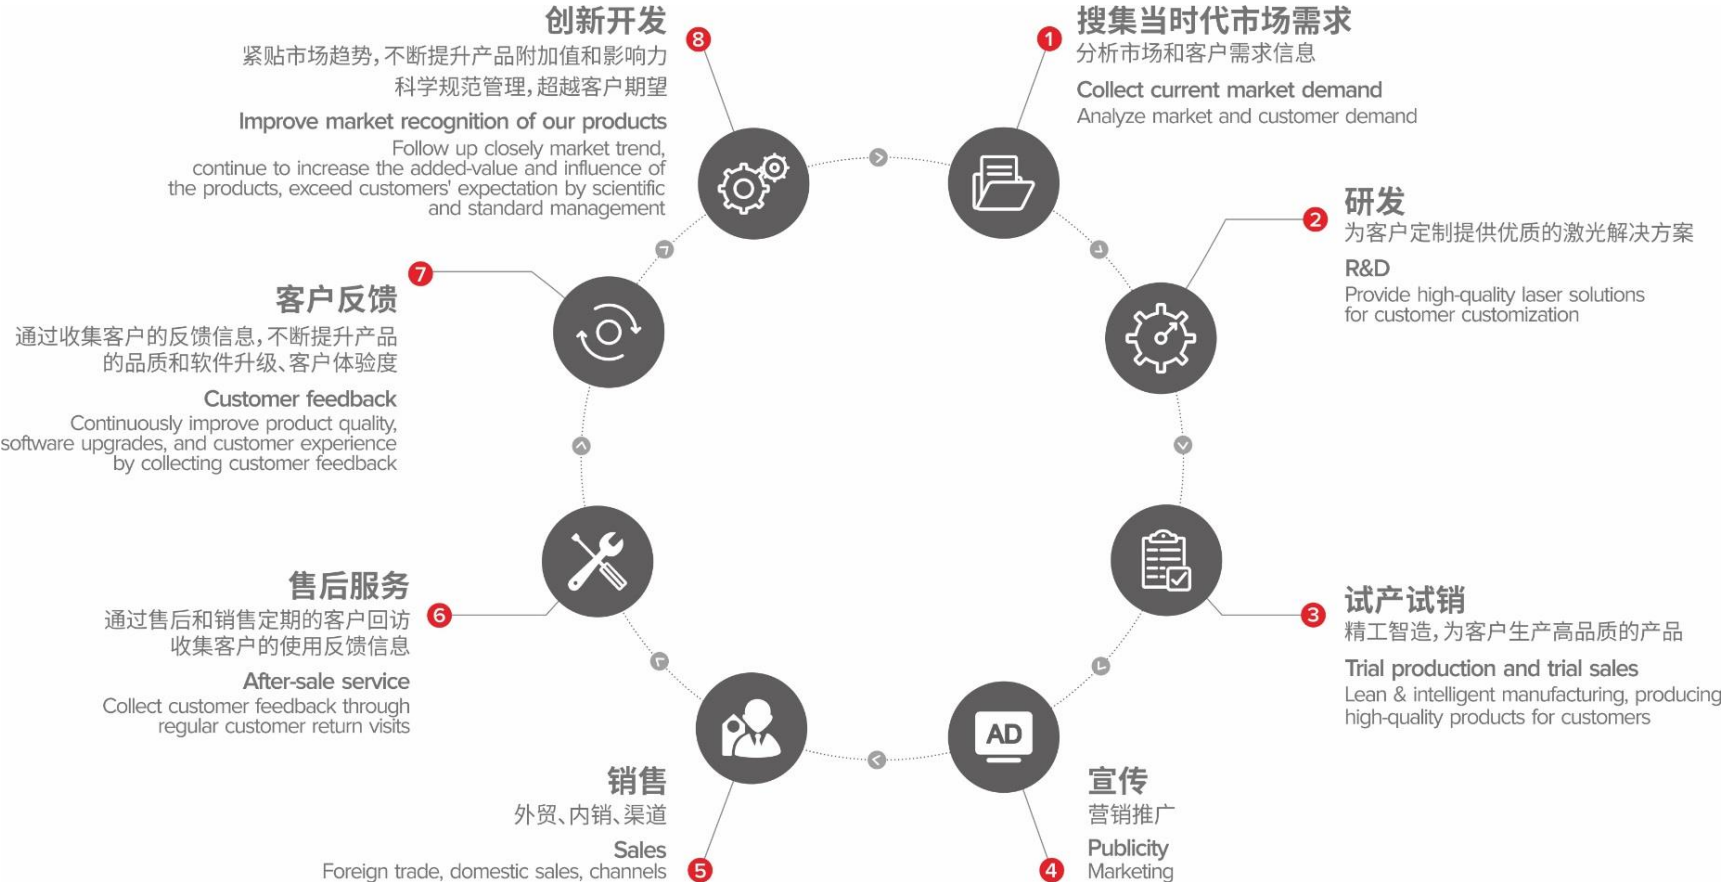 1
搜集当时代市场需求
分析市场和客户需求信息
Collect current market demand
Analyze market and customer demand
2
研发
为客户定制提供优质的激光解决方案
R&D
Provide high-quality laser solutions
for customer customization
3
试产试销
精工智造，为客户生产高品质的产品
Trial production and trial sales
Lean & intelligent manufacturing, producing
high-quality products for customers
AD
4
宣传
营销推广
Publicity
Marketing
5
销售
外贸、内销、渠道
Sales
Foreign trade, domestic sales, channels
6
售后服务
通过售后和销售定期的客户回访
收集客户的使用反馈信息
After-sale service
Collect customer feedback through
regular customer return visits
7
客户反馈
通过收集客户的反馈信息，不断提升产品
的品质和软件升级、客户体验度
Customer feedback
Continuously improve product quality,
software upgrades, and customer experience
by collecting customer feedback
8
创新开发
紧贴市场趋势，不断提升产品附加值和影响力
科学规范管理，超越客户期望
Improve market recognition of our products
Follow up closely market trend,
continue to increase the added-value and influence of
the products, exceed customers' expectation by scientific
and standard management